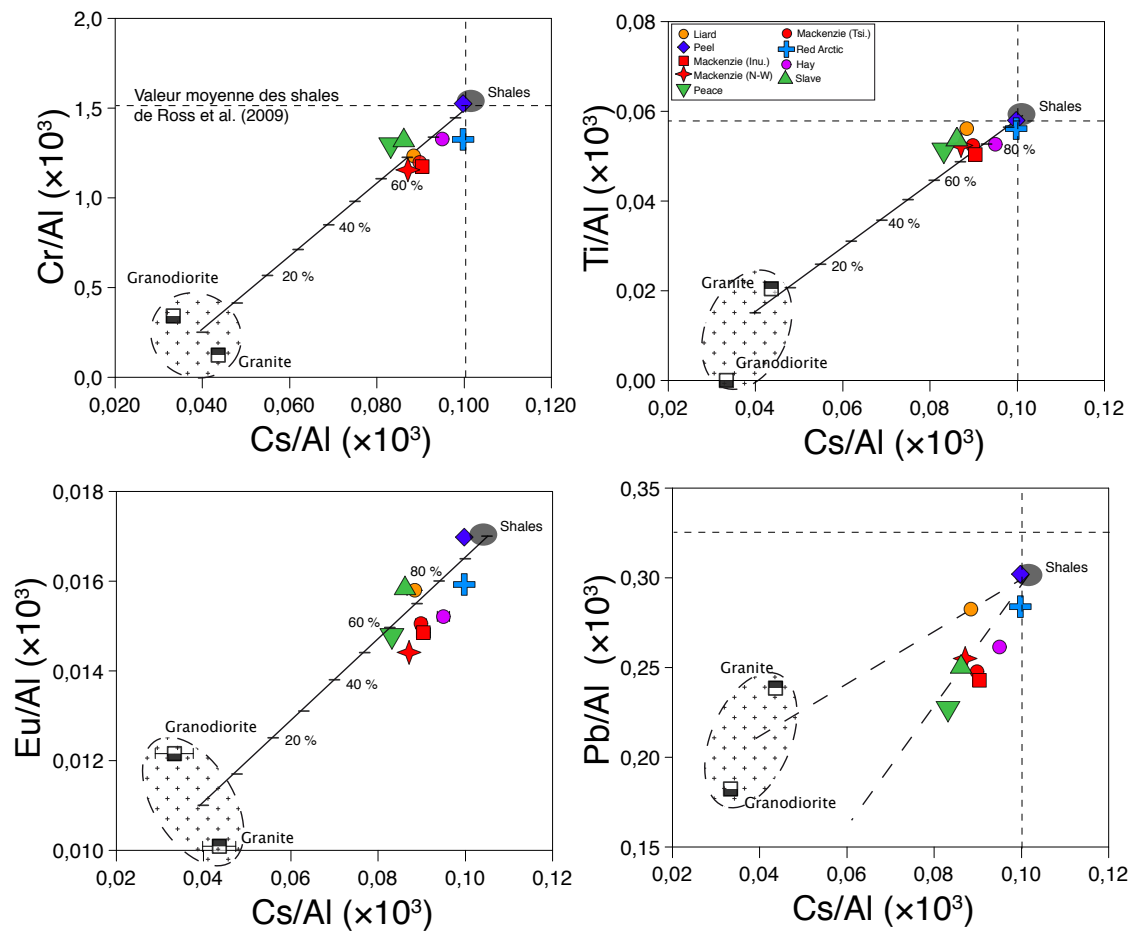 2,0
1,5
1,0
0,5
0,0
Cr/Al (×10³)
Valeur moyenne des shales
de Ross et al. (2009)
Shales
60 %
40 %
20 %
Granodiorite
Granite
0,020
0,040
0,060
0,080
0,100
0,120
Cs/Al (×10³)
0,08
0,06
0,04
0,02
0,00
Ti/Al (×10³)
Liard
Peel
Mackenzie (Inu.)
Mackenzie (N-W)
Peace
Mackenzie (Tsi.)
Red Arctic
Hay
Slave
Shales
80 %
60 %
40 %
20 %
Granite
Granodiorite
0,02
0,04
0,06
0,08
0,10
0,12
Cs/Al (×10³)
0,018
0,016
0,014
0,012
0,010
Eu/Al (×10³)
Shales
80 %
60 %
40 %
20 %
Granodiorite
Granite
0,02
0,04
0,06
0,08
0,10
0,12
Cs/Al (×10³)
0,35
0,30
0,25
0,20
0,15
Pb/Al (×10³)
Shales
Granite
Granodiorite
0,02
0,04
0,06
0,08
0,10
0,12
Cs/Al (×10³)